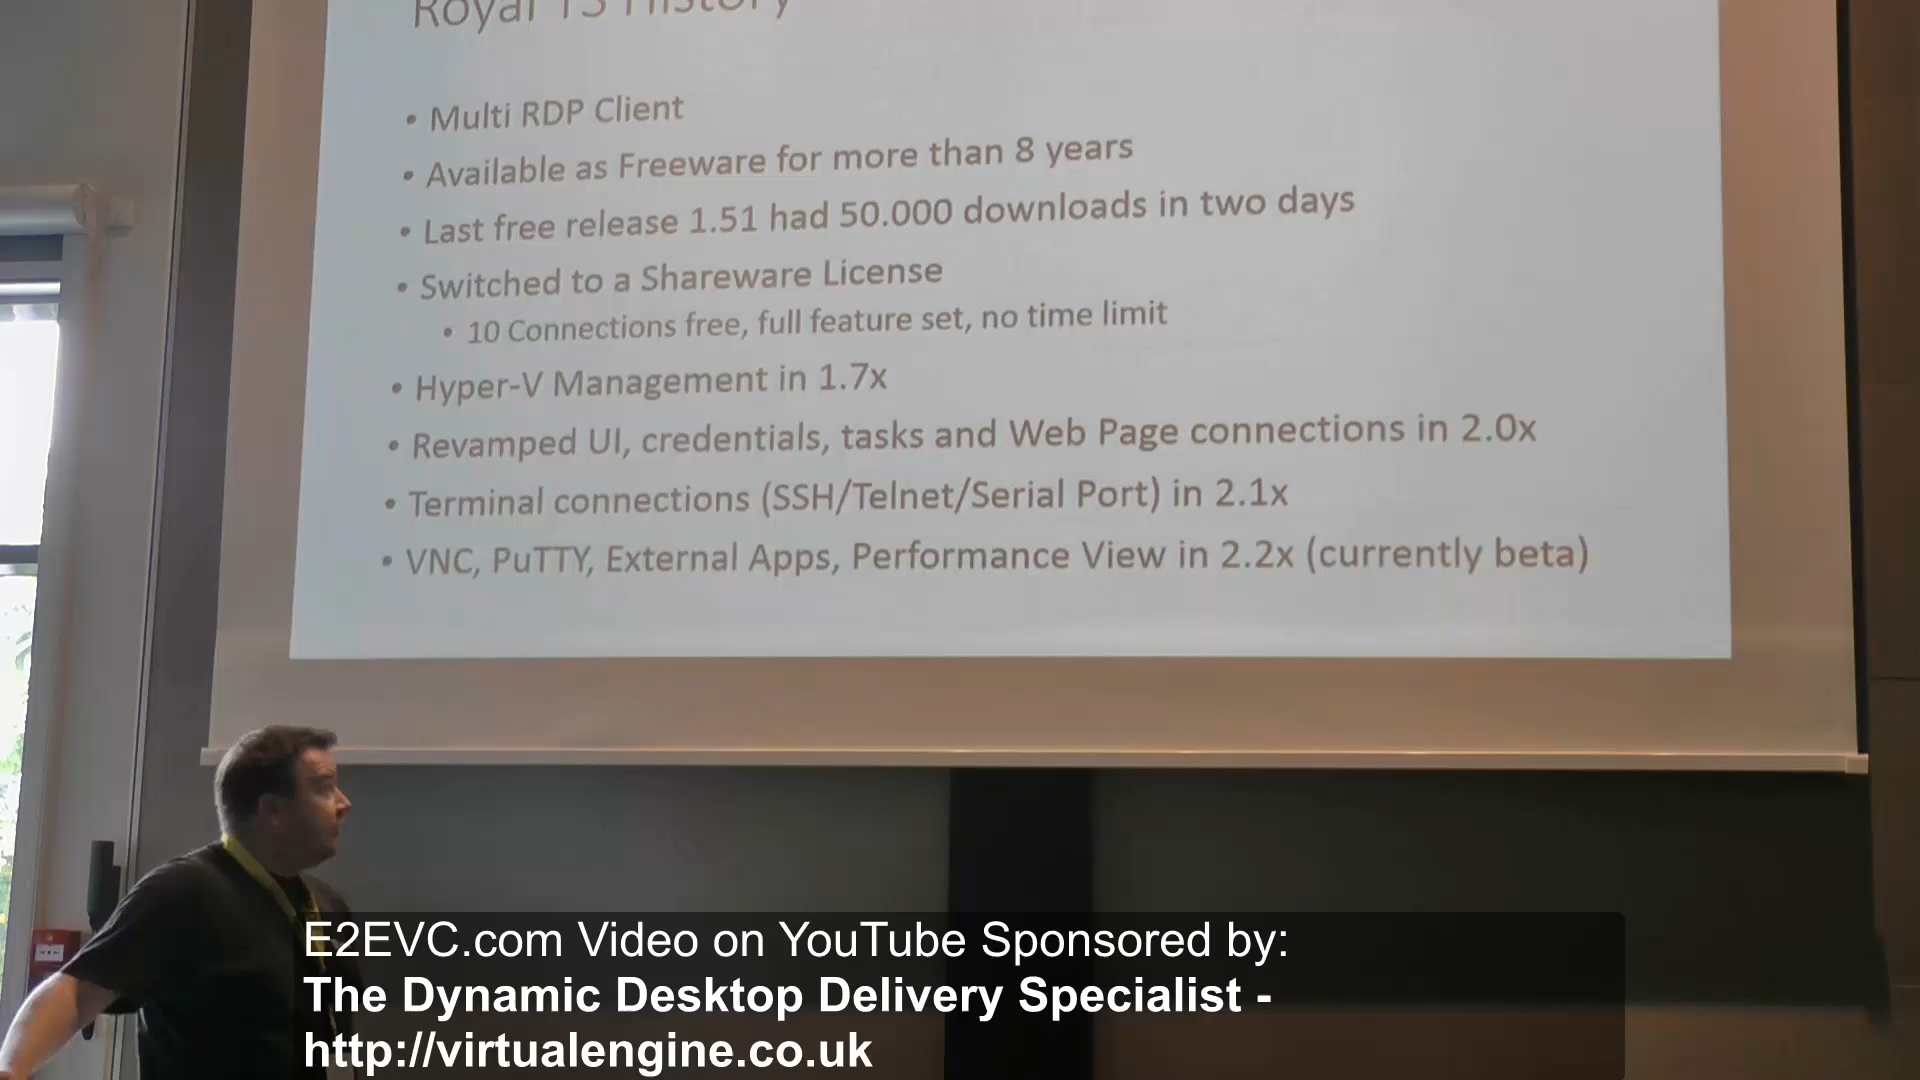 Royal TS History
• Multi RDP Client
• Available as Freeware for more than 8 years
• Last free release 1.51 had 50.000 downloads in two days
• Switched to a Shareware License
• 10 Connections free, full feature set, no time limit
• Hyper-V Management in 1.7x
• Revamped UI, credentials, tasks and Web Page connections in 2.0x
• Terminal connections (SSH/Telnet/Serial Port) in 2.1x
• VNC, PuTTY, External Apps, Performance View in 2.2x (currently beta)
E2EVC.com Video on YouTube Sponsored by:
The Dynamic Desktop Delivery Specialist -
http://virtualengine.co.uk